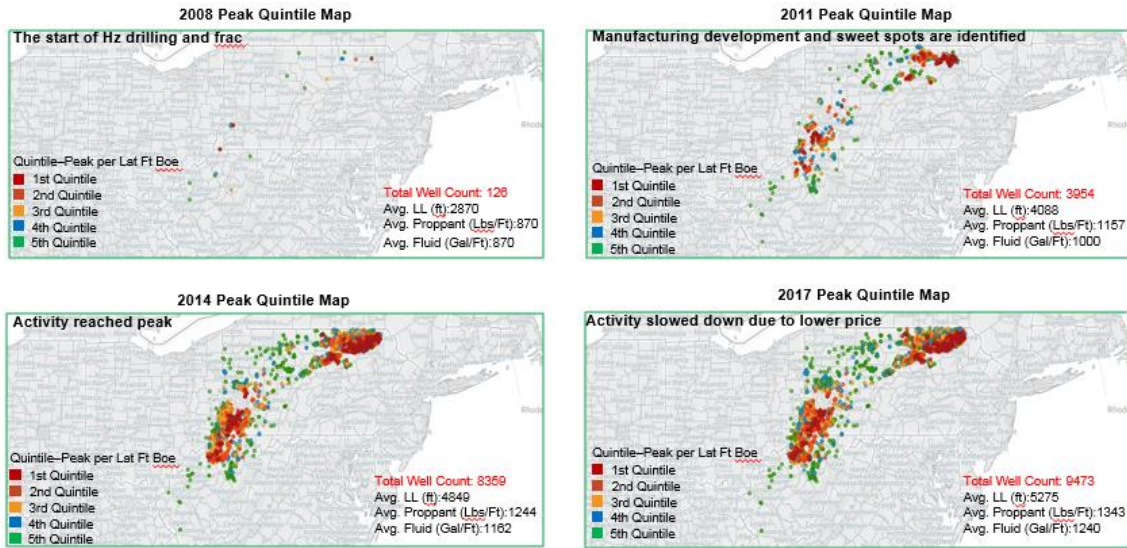 2008 Peak Quintile Map
The start of Hz drilling and frac
Quintile–Peak per Lat Ft Boe
1st Quintile
2nd Quintile
3rd Quintile
4th Quintile
5th Quintile
Total Well Count: 126
Avg. LL (ft):2870
Avg. Proppant (Lbs/Ft):870
Avg. Fluid (Gal/Ft):870
2011 Peak Quintile Map
Manufacturing development and sweet spots are identified
Rhode
Quintile–Peak per Lat Ft Boe
1st Quintile
2nd Quintile
3rd Quintile
4th Quintile
5th Quintile
Total Well Count: 3954
Avg. LL (ft):4088
Avg. Proppant (Lbs/Ft):1157
Avg. Fluid (Gal/Ft):1000
2014 Peak Quintile Map
Activity reached peak
Quintile–Peak per Lat Ft Boe
1st Quintile
2nd Quintile
3rd Quintile
4th Quintile
5th Quintile
Total Well Count: 8359
Avg. LL (ft):4849
Avg. Proppant (Lbs/Ft):1244
Avg. Fluid (Gal/Ft):1162
2017 Peak Quintile Map
Activity slowed down due to lower price
Quintile–Peak per Lat Ft Boe
1st Quintile
2nd Quintile
3rd Quintile
4th Quintile
5th Quintile
Total Well Count: 9473
Avg. LL (ft):5275
Avg. Proppant (Lbs/Ft):1343
Avg. Fluid (Gal/Ft):1240